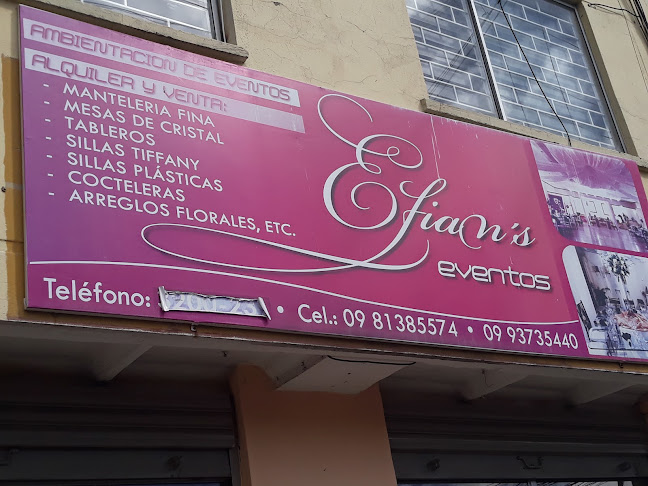 AMBIENTACION DE EVENTOS
ALQUILER Y VENTA:
- MANTELERIA FINA
- MESAS DE CRISTAL
- TABLEROS
- SILLAS TIFFANY
- SILLAS PLÁSTICAS
- COCTELERAS
- ARREGLOS FLORALES, ETC.
Efian's
eventos
Teléfono: • Cel.: 09 81385574 • 09 93735440